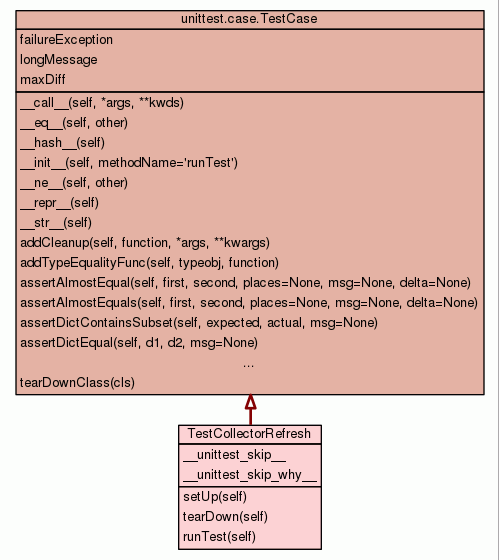 unittest.case.TestCase
failureException
longMessage
maxDiff
__call__(self, *args, **kwds)
__eq__(self, other)
__hash__(self)
__init__(self, methodName='runTest')
__ne__(self, other)
__repr__(self)
__str__(self)
addCleanup(self, function, *args, **kwargs)
addTypeEqualityFunc(self, typeobj, function)
assertAlmostEqual(self, first, second, places=None, msg=None, delta=None)
assertAlmostEquals(self, first, second, places=None, msg=None, delta=None)
assertDictContainsSubset(self, expected, actual, msg=None)
assertDictEqual(self, d1, d2, msg=None)
...
tearDownClass(cls)
TestCollectorRefresh
__unittest_skip__
__unittest_skip_why__
setUp(self)
tearDown(self)
runTest(self)